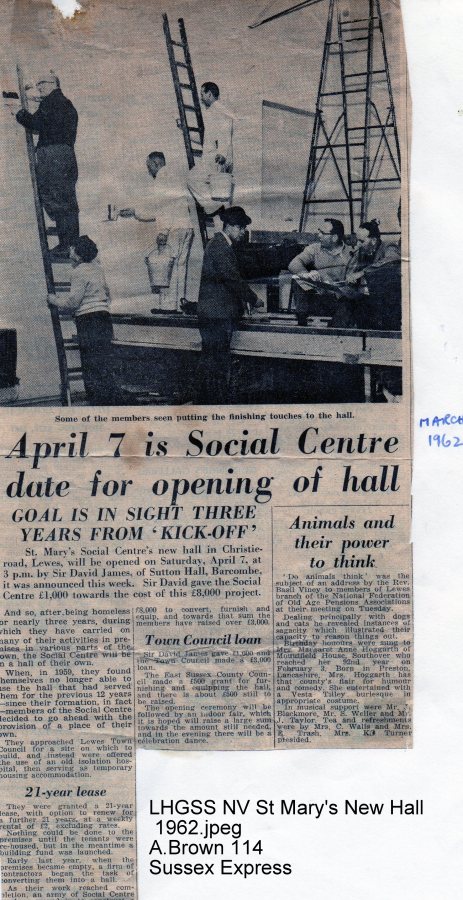 Some of the members seen putting the finishing touches to the hall.
MARCH
1962
April 7 is Social Centre
date for opening of hall
GOAL IS IN SIGHT THREE
YEARS FROM ‘KICK-OFF’
St. Mary's Social Centre's new hall in Christie-
road, Lewes, will be opened on Saturday, April 7, at
3 p.m. by Sir David James, of Sutton Hall, Barcombe,
it was announced this week. Sir David gave the Social
Centre £1,000 towards the cost of this £8,000 project.
And so, after being homeless
for nearly three years, during
which they have carried on
many of their activities in pre-
mises in various parts of the
town, the Social Centre will be
in a hall of their own.
When, in 1959, they found
themselves no longer able to
use the hall that had served
them for the previous 12 years
—since their formation, in fact
—members of the Social Centre
decided to go ahead with the
provision of a place of their
own.
They approached Lewes Town
Council for a site on which to
build, and instead were offered
the use of an old isolation hos-
pital, then serving as temporary
housing accommodation.
21-year lease
They were granted a 21-year
lease, with option to renew for
a further 21 years, at a weekly
rental of £2, excluding rates.
Nothing could be done to the
premises until the tenants were
re-housed, but in the meantime a
building fund was launched.
Early last year, when the
premises became empty, a firm of
contractors began the task of
converting them into a hall.
As their work reached com-
pletion, an army of Social Centre
£8,000 to convert, furnish and
equip, and toward that sum the
members have raised over £3,000.
Town Council loan
Sir David James gave £1,000 and
the Town Council made a £3,000
loan.
The East Sussex County Coun-
cil made a £500 grant for fur-
nishing and equipping the hall,
and there is about £500 still to
be raised.
The opening ceremony will be
followed by an indoor fair, which
it is hoped will raise a large sum
towards the money still needed,
and in the evening there will be a
celebration dance.
Animals and
their power
to think
‘Do animals think’ was the
subject of an address by the Rev.
Basil Viney to members of Lewes
branch of the National Federation
of Old Age Pensions Associations
at their meeting on Tuesday.
Dealing principally with dogs
and cats he revealed instances of
capacity which illustrated their
capacity to reason things out.
Tuesday's hostess, were made to
Mrs. Margaret Anne Hoggarth of
House, Southover, who
reached her 92nd year on
February 2. Born in Preston,
Lancashire, Mrs. Hoggarth has
that county's flair for humour
and comedy. She entertained with
a Vesta Tilley burlesque in
appropriate costume.
In musical support were Mr. J.
Blackman, Mr. S. Weller and Mr.
J. Taylor. Tea and refreshments
were by Mrs. C. Walls and Mrs.
E. Trash, Mrs. K. Turner
presided.
LHGSS NV St Mary's New Hall
1962.jpeg
A.Brown 114
Sussex Express